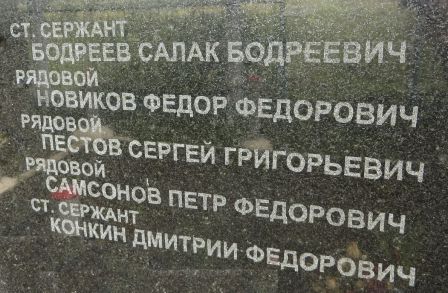 СТ. СЕРЖАНТ
БОДРЕЕВ САЛАК БОДРЕЕВИЧ
РЯДОВОЙ
НОВИКОВ ФЕДОР ФЕДОРОВИЧ
РЯДОВОЙ
ПЕСТОВ СЕРГЕЙ ГРИГОРЬЕВИЧ
РЯДОВОЙ
САМСОНОВ ПЕТР ФЕДОРОВИЧ
СТ. СЕРЖАНТ
КОНКИН ДМИТРИИ ФЕДОРОВИЧ